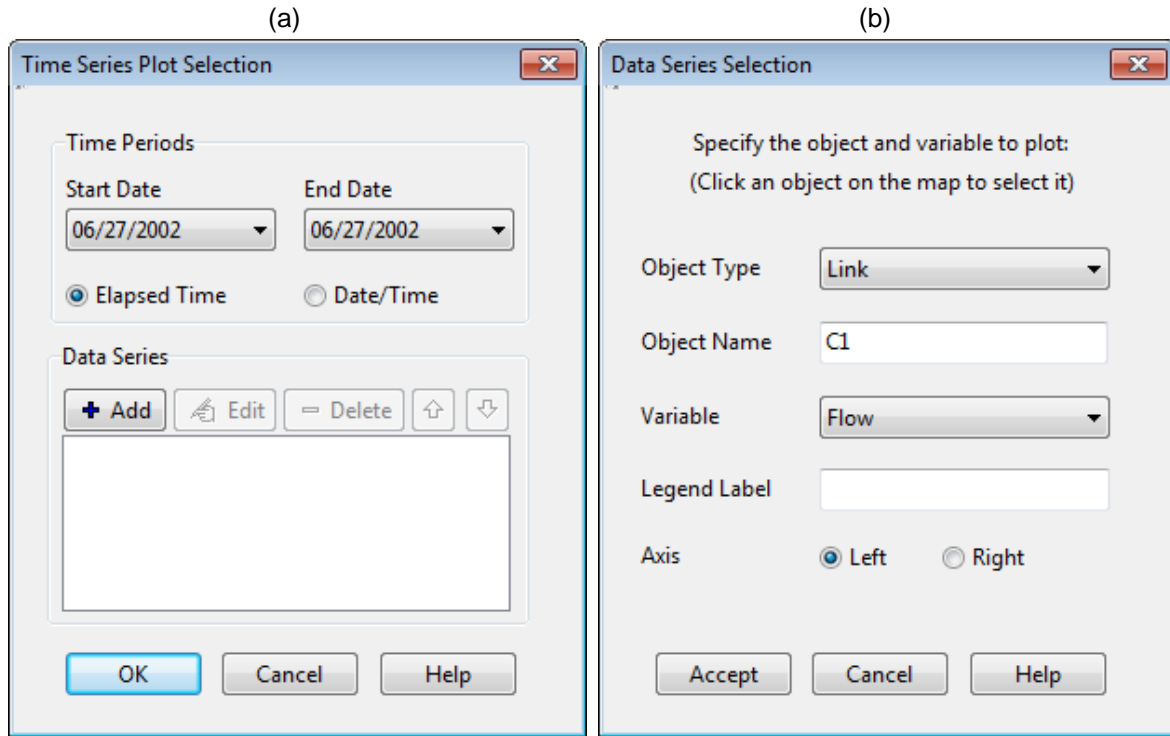 (a)
Time Series Plot Selection
Time Periods
Start Date End Date
06/27/2002 06/27/2002
Elapsed Time Date/Time
Data Series
Add Edit Delete
OK Cancel Help
(b)
Data Series Selection
Specify the object and variable to plot:
(Click an object on the map to select it)
Object Type Link
Object Name C1
Variable Flow
Legend Label
Axis Left Right
Accept Cancel Help